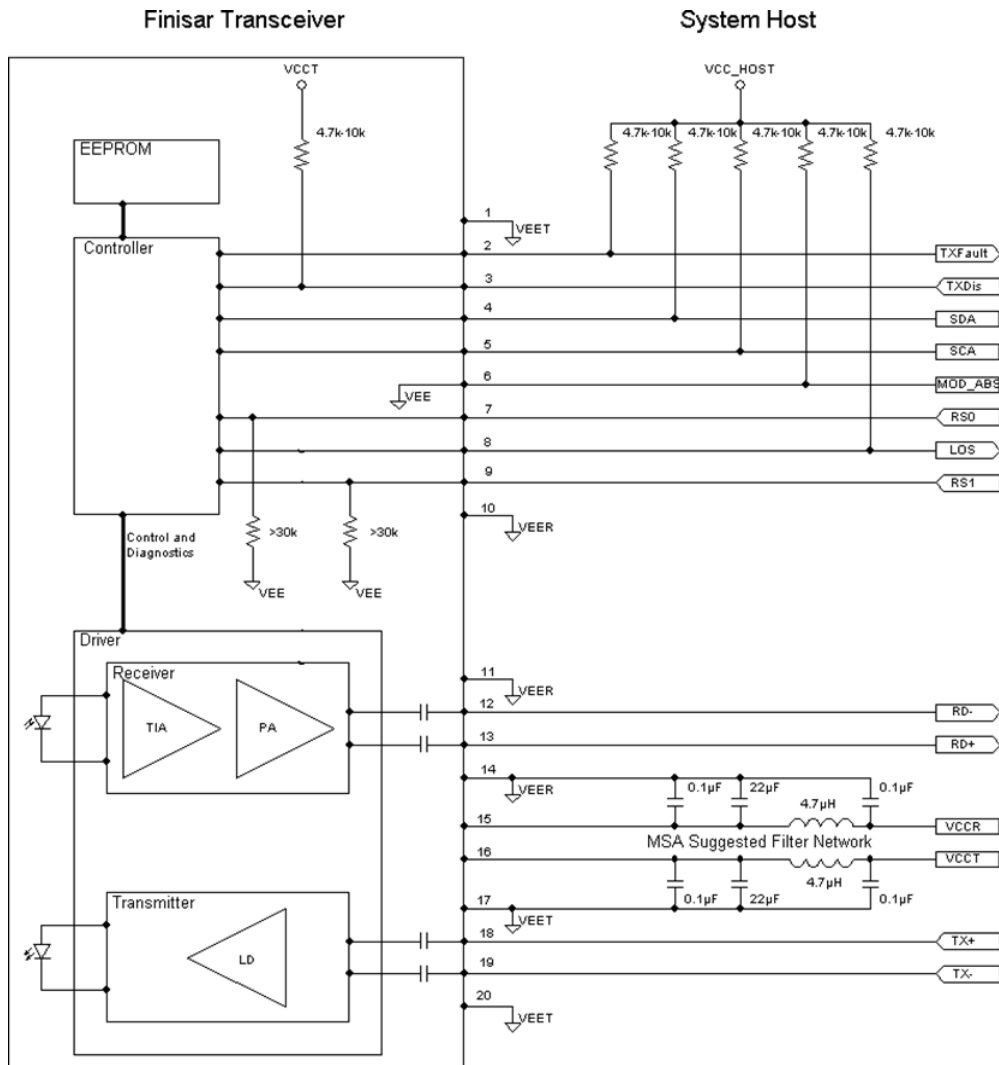 Finisar Transceiver
System Host
VCCT
VCC_HOST
4.7k-10k
4.7k-10k 4.7k-10k 4.7k-10k 4.7k-10k 4.7k-10k
EEPROM
1
VEET
Controller
2
TXFault
3
TXDis
4
SDA
5
SCA
6
MOD_ABS
VEE
7
RS0
8
LOS
9
RS1
10
VEER
>30k
>30k
Control and
Diagnostics
VEE
VEE
Driver
Receiver
11
VEER
12
RD-
TIA
PA
13
RD+
14
VEER
0.1µF
22µF
4.7µH
0.1µF
15
VCCR
MSA Suggested Filter Network
16
VCCT
4.7µH
0.1µF
22µF
0.1µF
17
VEET
Transmitter
18
TX+
LD
19
TX-
20
VEET